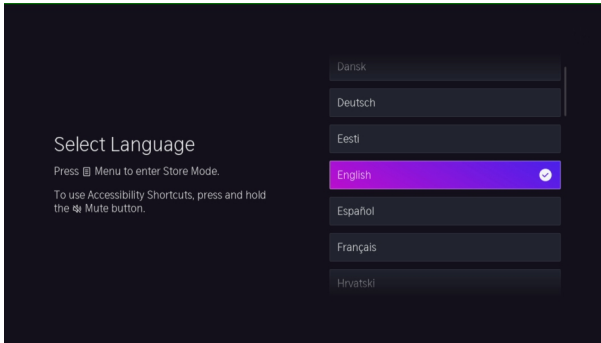 Select Language
Press Menu to enter Store Mode.
To use Accessibility Shortcuts, press and hold
the Mute button.
Dansk
Deutsch
Eesti
English
Español
Français
Hrvatski